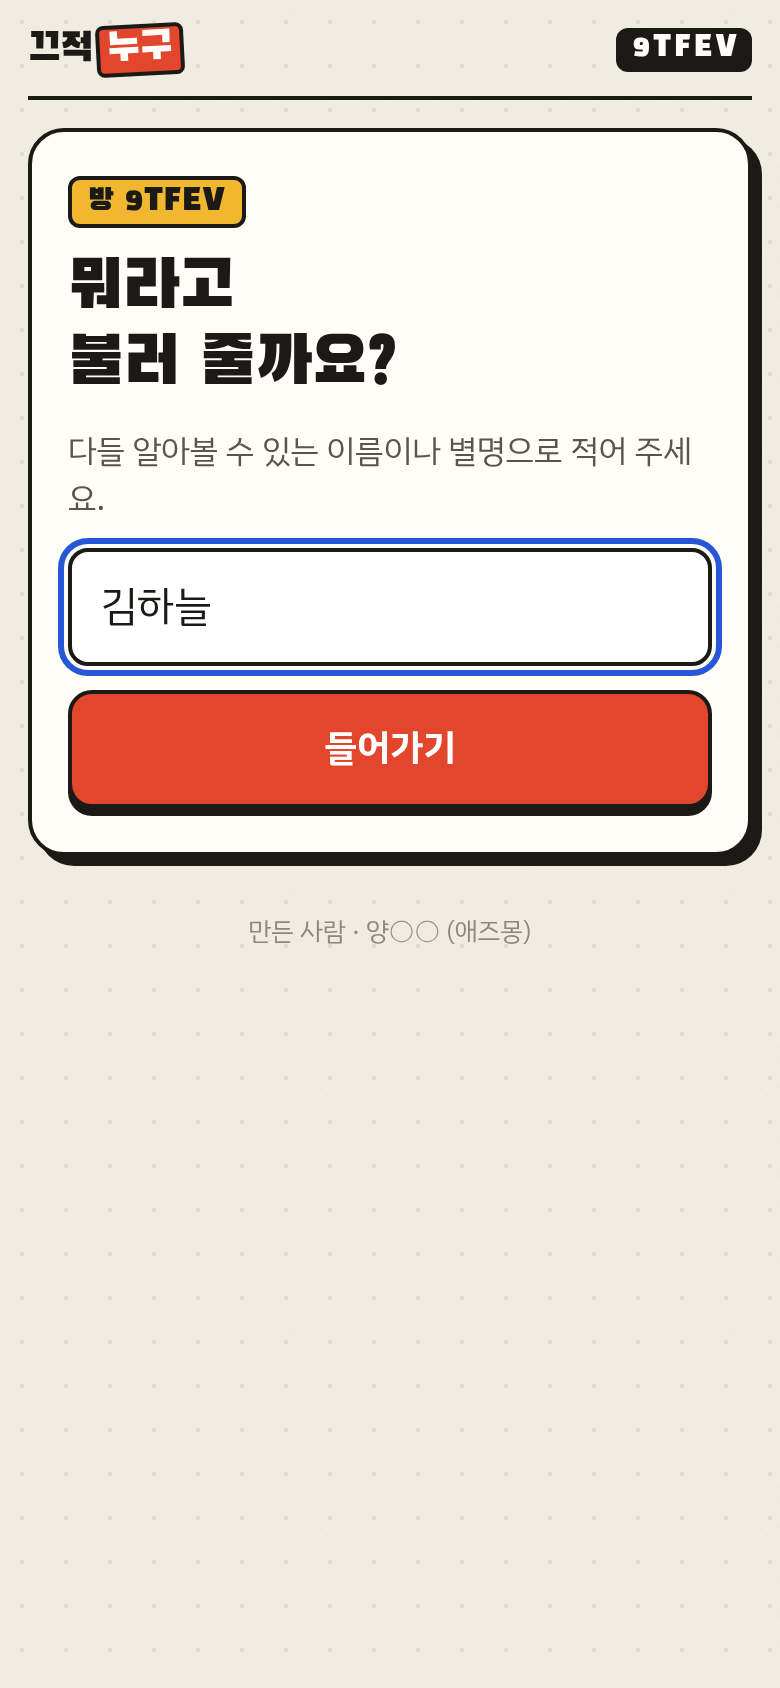 끄적누구
9TFEV
방 9TFEV
뭐라고
불러 줄까요?
다들 알아볼 수 있는 이름이나 별명으로 적어 주세
요.
김하늘
들어가기
만든 사람 · 양○○ (애즈몽)